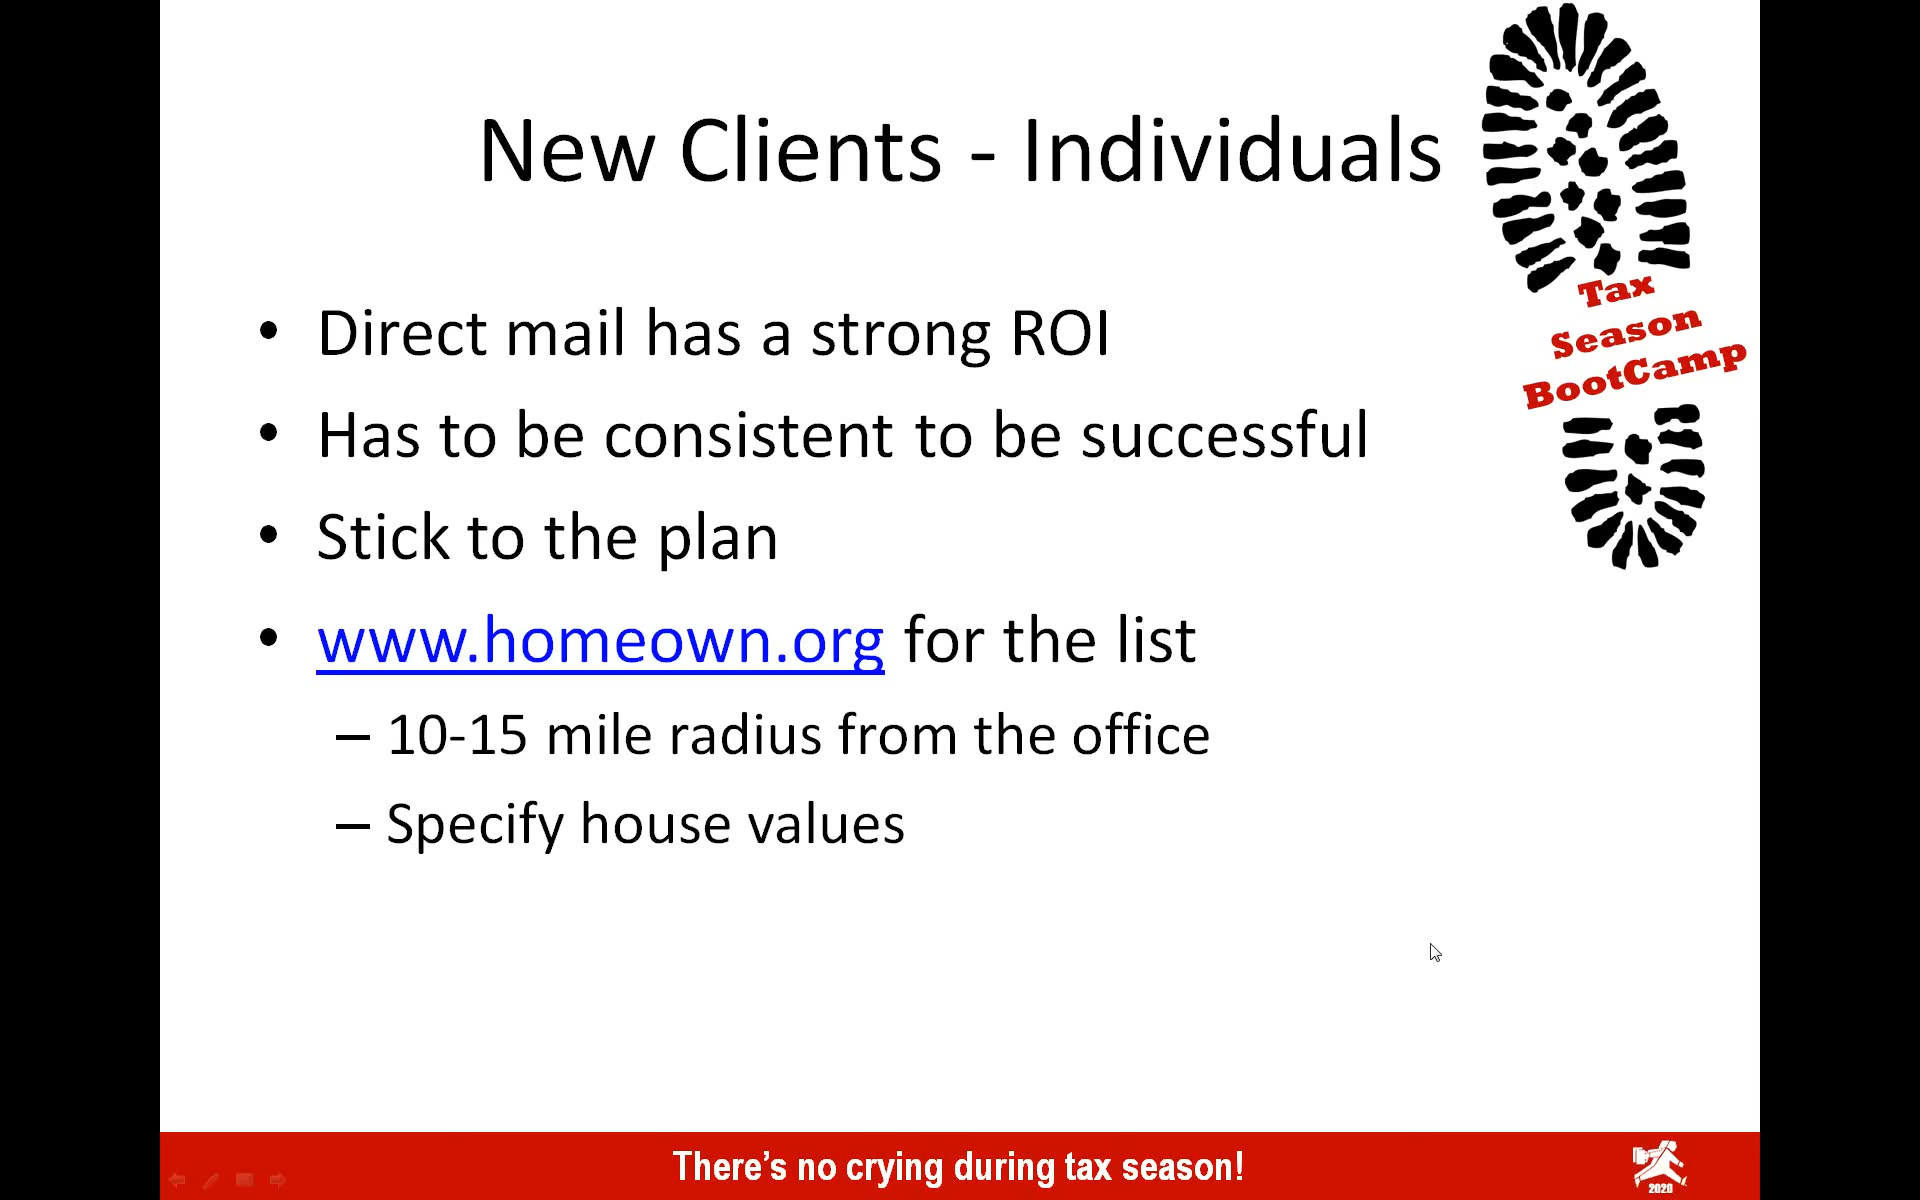 New Clients - Individuals
Tax
Season
BootCamp
• Direct mail has a strong ROI
• Has to be consistent to be successful
• Stick to the plan
• www.homeown.org for the list
– 10-15 mile radius from the office
– Specify house values
There's no crying during tax season!
2020